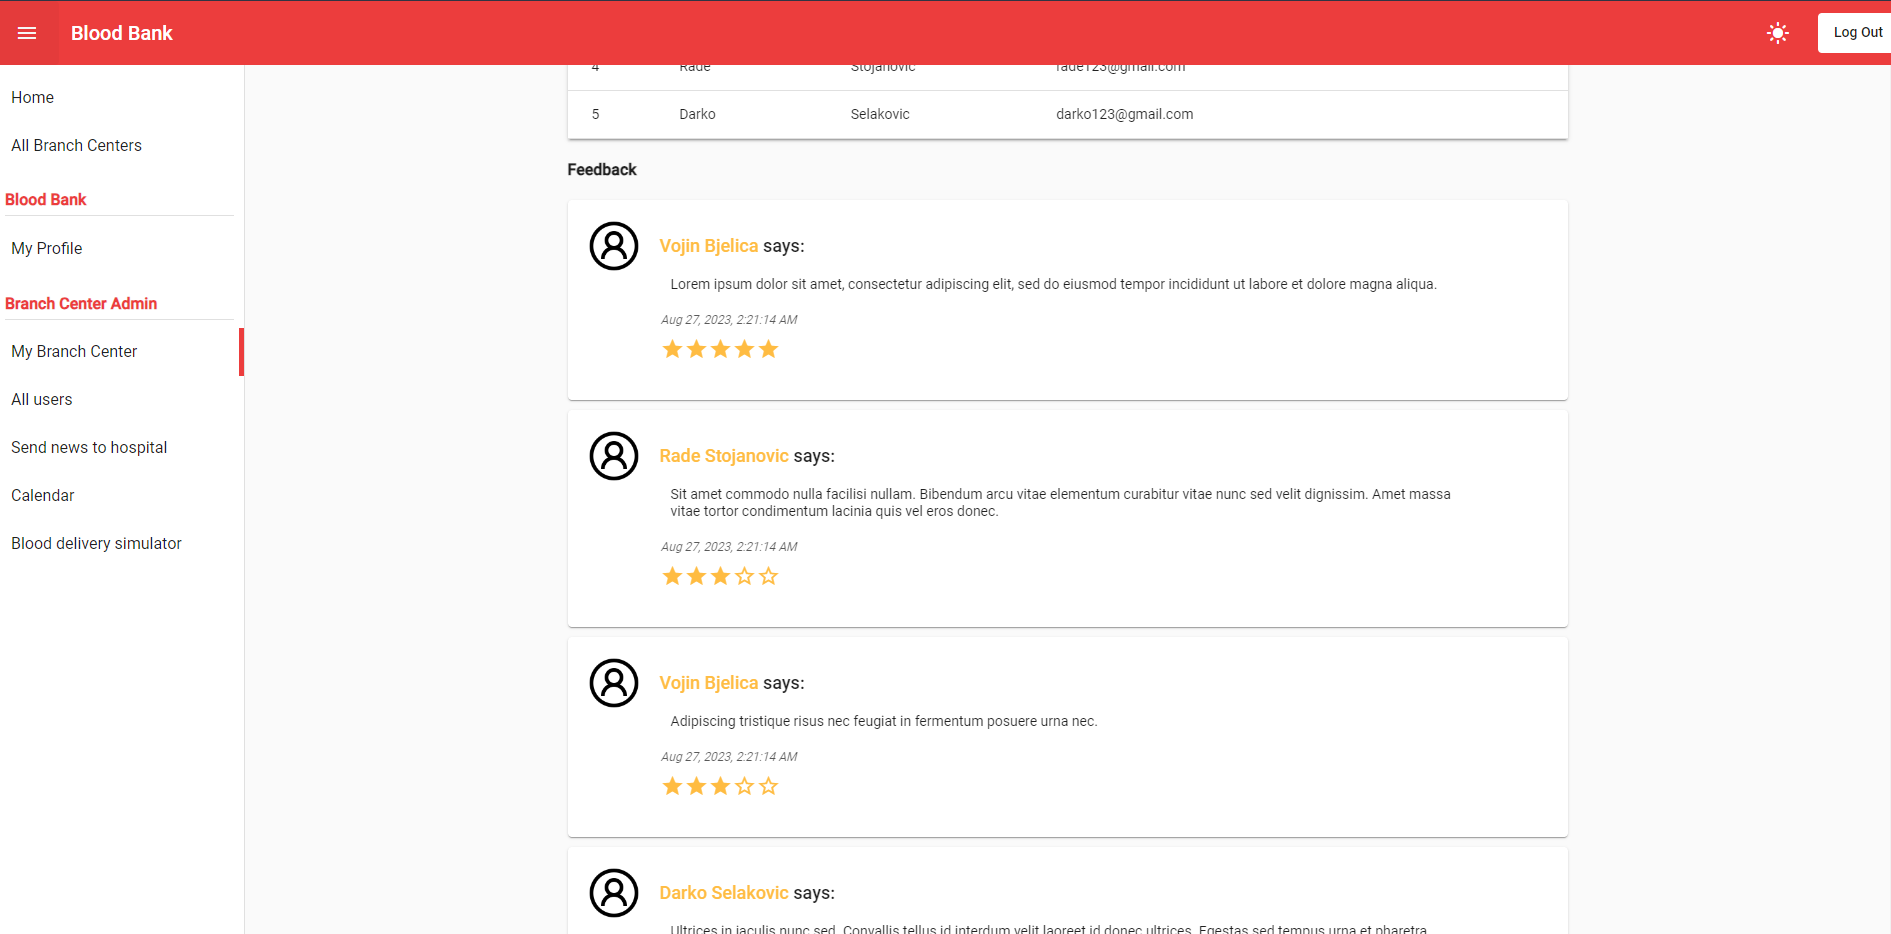 Blood Bank
Log Out
Home
All Branch Centers
Blood Bank
My Profile
Branch Center Admin
My Branch Center
All users
Send news to hospital
Calendar
Blood delivery simulator
4 Rade Stojanovic rade123@gmail.com
5 Darko Selakovic darko123@gmail.com
Feedback
Vojin Bjelica says:
Lorem ipsum dolor sit amet, consectetur adipiscing elit, sed do eiusmod tempor incididunt ut labore et dolore magna aliqua.
Aug 27, 2023, 2:21:14 AM
Rade Stojanovic says:
Sit amet commodo nulla facilisi nullam. Bibendum arcu vitae elementum curabitur vitae nunc sed velit dignissim. Amet massa
vitae tortor condimentum lacinia quis vel eros donec.
Aug 27, 2023, 2:21:14 AM
Vojin Bjelica says:
Adipiscing tristique risus nec feugiat in fermentum posuere urna nec.
Aug 27, 2023, 2:21:14 AM
Darko Selakovic says:
Ultrices in iaculis nunc sed. Convallis tellus id interdum velit laoreet id donec ultrices. Egestas sed tempus urna et pharetra